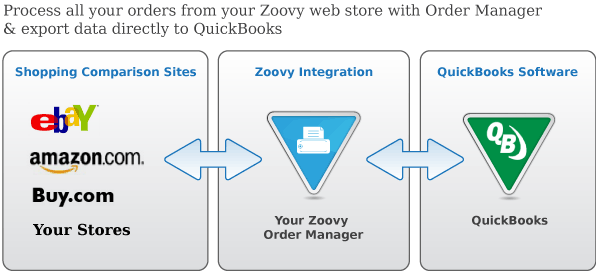 Process all your orders from your Zoovy web store with Order Manager
& export data directly to QuickBooks
Shopping Comparison Sites
Zoovy Integration
QuickBooks Software
ebaY
amazon.com.
Buy.com
Your Stores
Your Zoovy
Order Manager
QB
QuickBooks